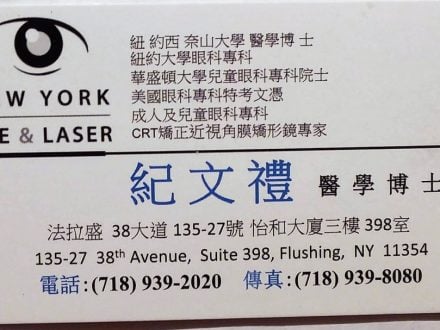 紐 約西 奈山大學 醫學博 士
紐約大學眼科專科
華盛頓大學兒童眼科專科院士
美國眼科專科特考文憑
成人及兒童眼科專科
CRT矯正近視角膜矯形鏡專家
EW YORK
E & LASER
紀文禮 醫學博士
法拉盛 38大道 135-27號 怡和大廈三樓 398室
135-27 38th Avenue, Suite 398, Flushing, NY 11354
電話:(718) 939-2020 傳真:(718) 939-8080